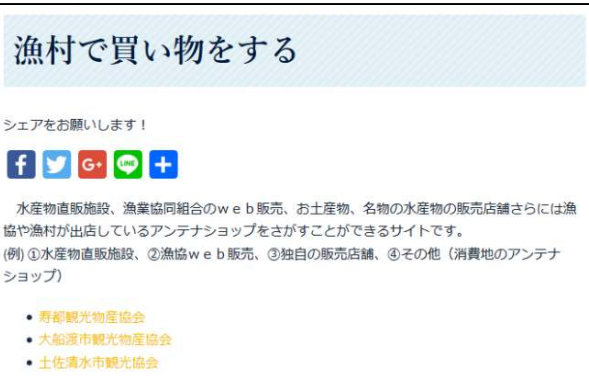 漁村で買い物をする
シェアをお願いします！
f G+ LINE +
　水産物直販施設、漁業協同組合のｗｅｂ販売、お土産物、名物の水産物の販売店舗さらには漁
協や漁村が出店しているアンテナショップをさがすことができるサイトです。
(例) ①水産物直販施設、②漁協ｗｅｂ販売、③独自の販売店舗、④その他（消費地のアンテナ
ショップ）
• 寿都観光物産協会
• 大船渡市観光物産協会
• 土佐清水市観光協会